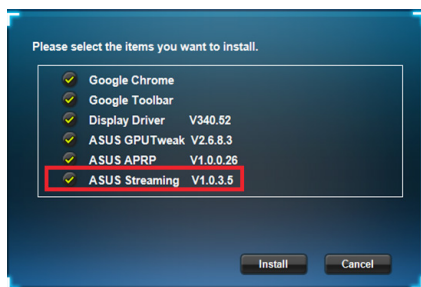 Please select the items you want to install.
Google Chrome
Google Toolbar
Display Driver V340.52
ASUS GPUTweak V2.6.8.3
ASUS APRP V1.0.0.26
ASUS Streaming V1.0.3.5
Install Cancel